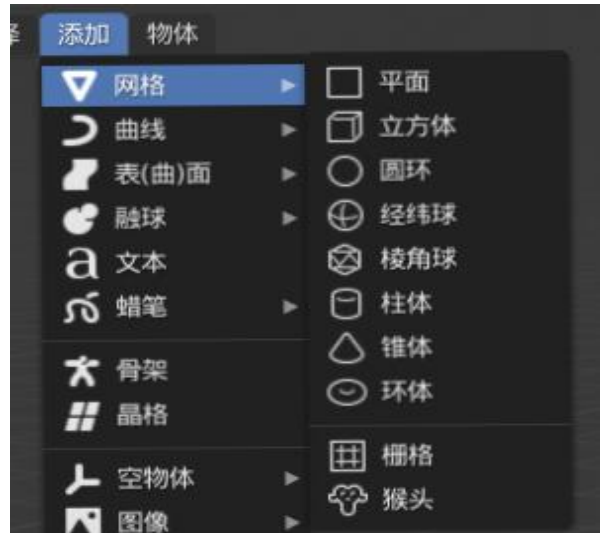 添加 物体
网格
曲线
表(曲)面
融球
文本
蜡笔
骨架
晶格
空物体
图像
平面
立方体
圆环
经纬球
棱角球
柱体
锥体
环体
栅格
猴头